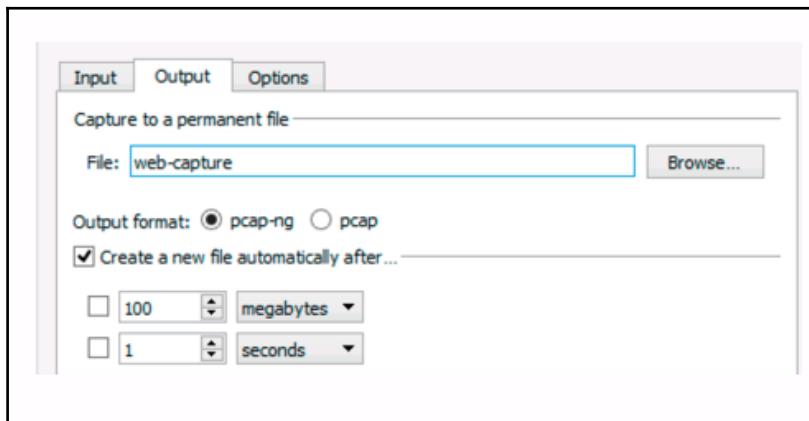 Input Output Options
Capture to a permanent file
File: web-capture Browse...
Output format: pcap-ng pcap
Create a new file automatically after...
100 megabytes
1 seconds